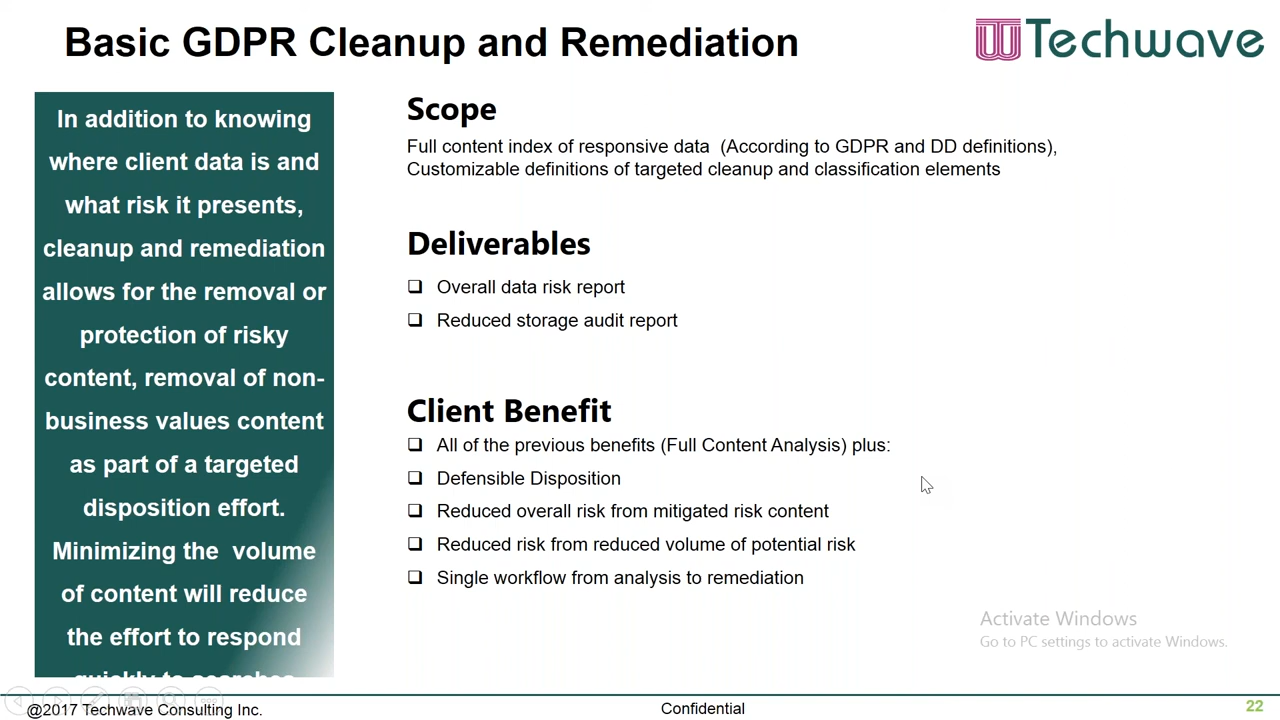 Basic GDPR Cleanup and Remediation
Techwave
In addition to knowing
where client data is and
what risk it presents,
cleanup and remediation
allows for the removal or
protection of risky
content, removal of non-
business values content
as part of a targeted
disposition effort.
Minimizing the  volume
of content will reduce
the effort to respond
quickly to searches
Scope
Full content index of responsive data  (According to GDPR and DD definitions),
Customizable definitions of targeted cleanup and classification elements
Deliverables
❑ Overall data risk report
❑ Reduced storage audit report
Client Benefit
❑ All of the previous benefits (Full Content Analysis) plus:
❑ Defensible Disposition
❑ Reduced overall risk from mitigated risk content
❑ Reduced risk from reduced volume of potential risk
❑ Single workflow from analysis to remediation
Activate Windows
Go to PC settings to activate Windows.
@2017 Techwave Consulting Inc.
Confidential
22